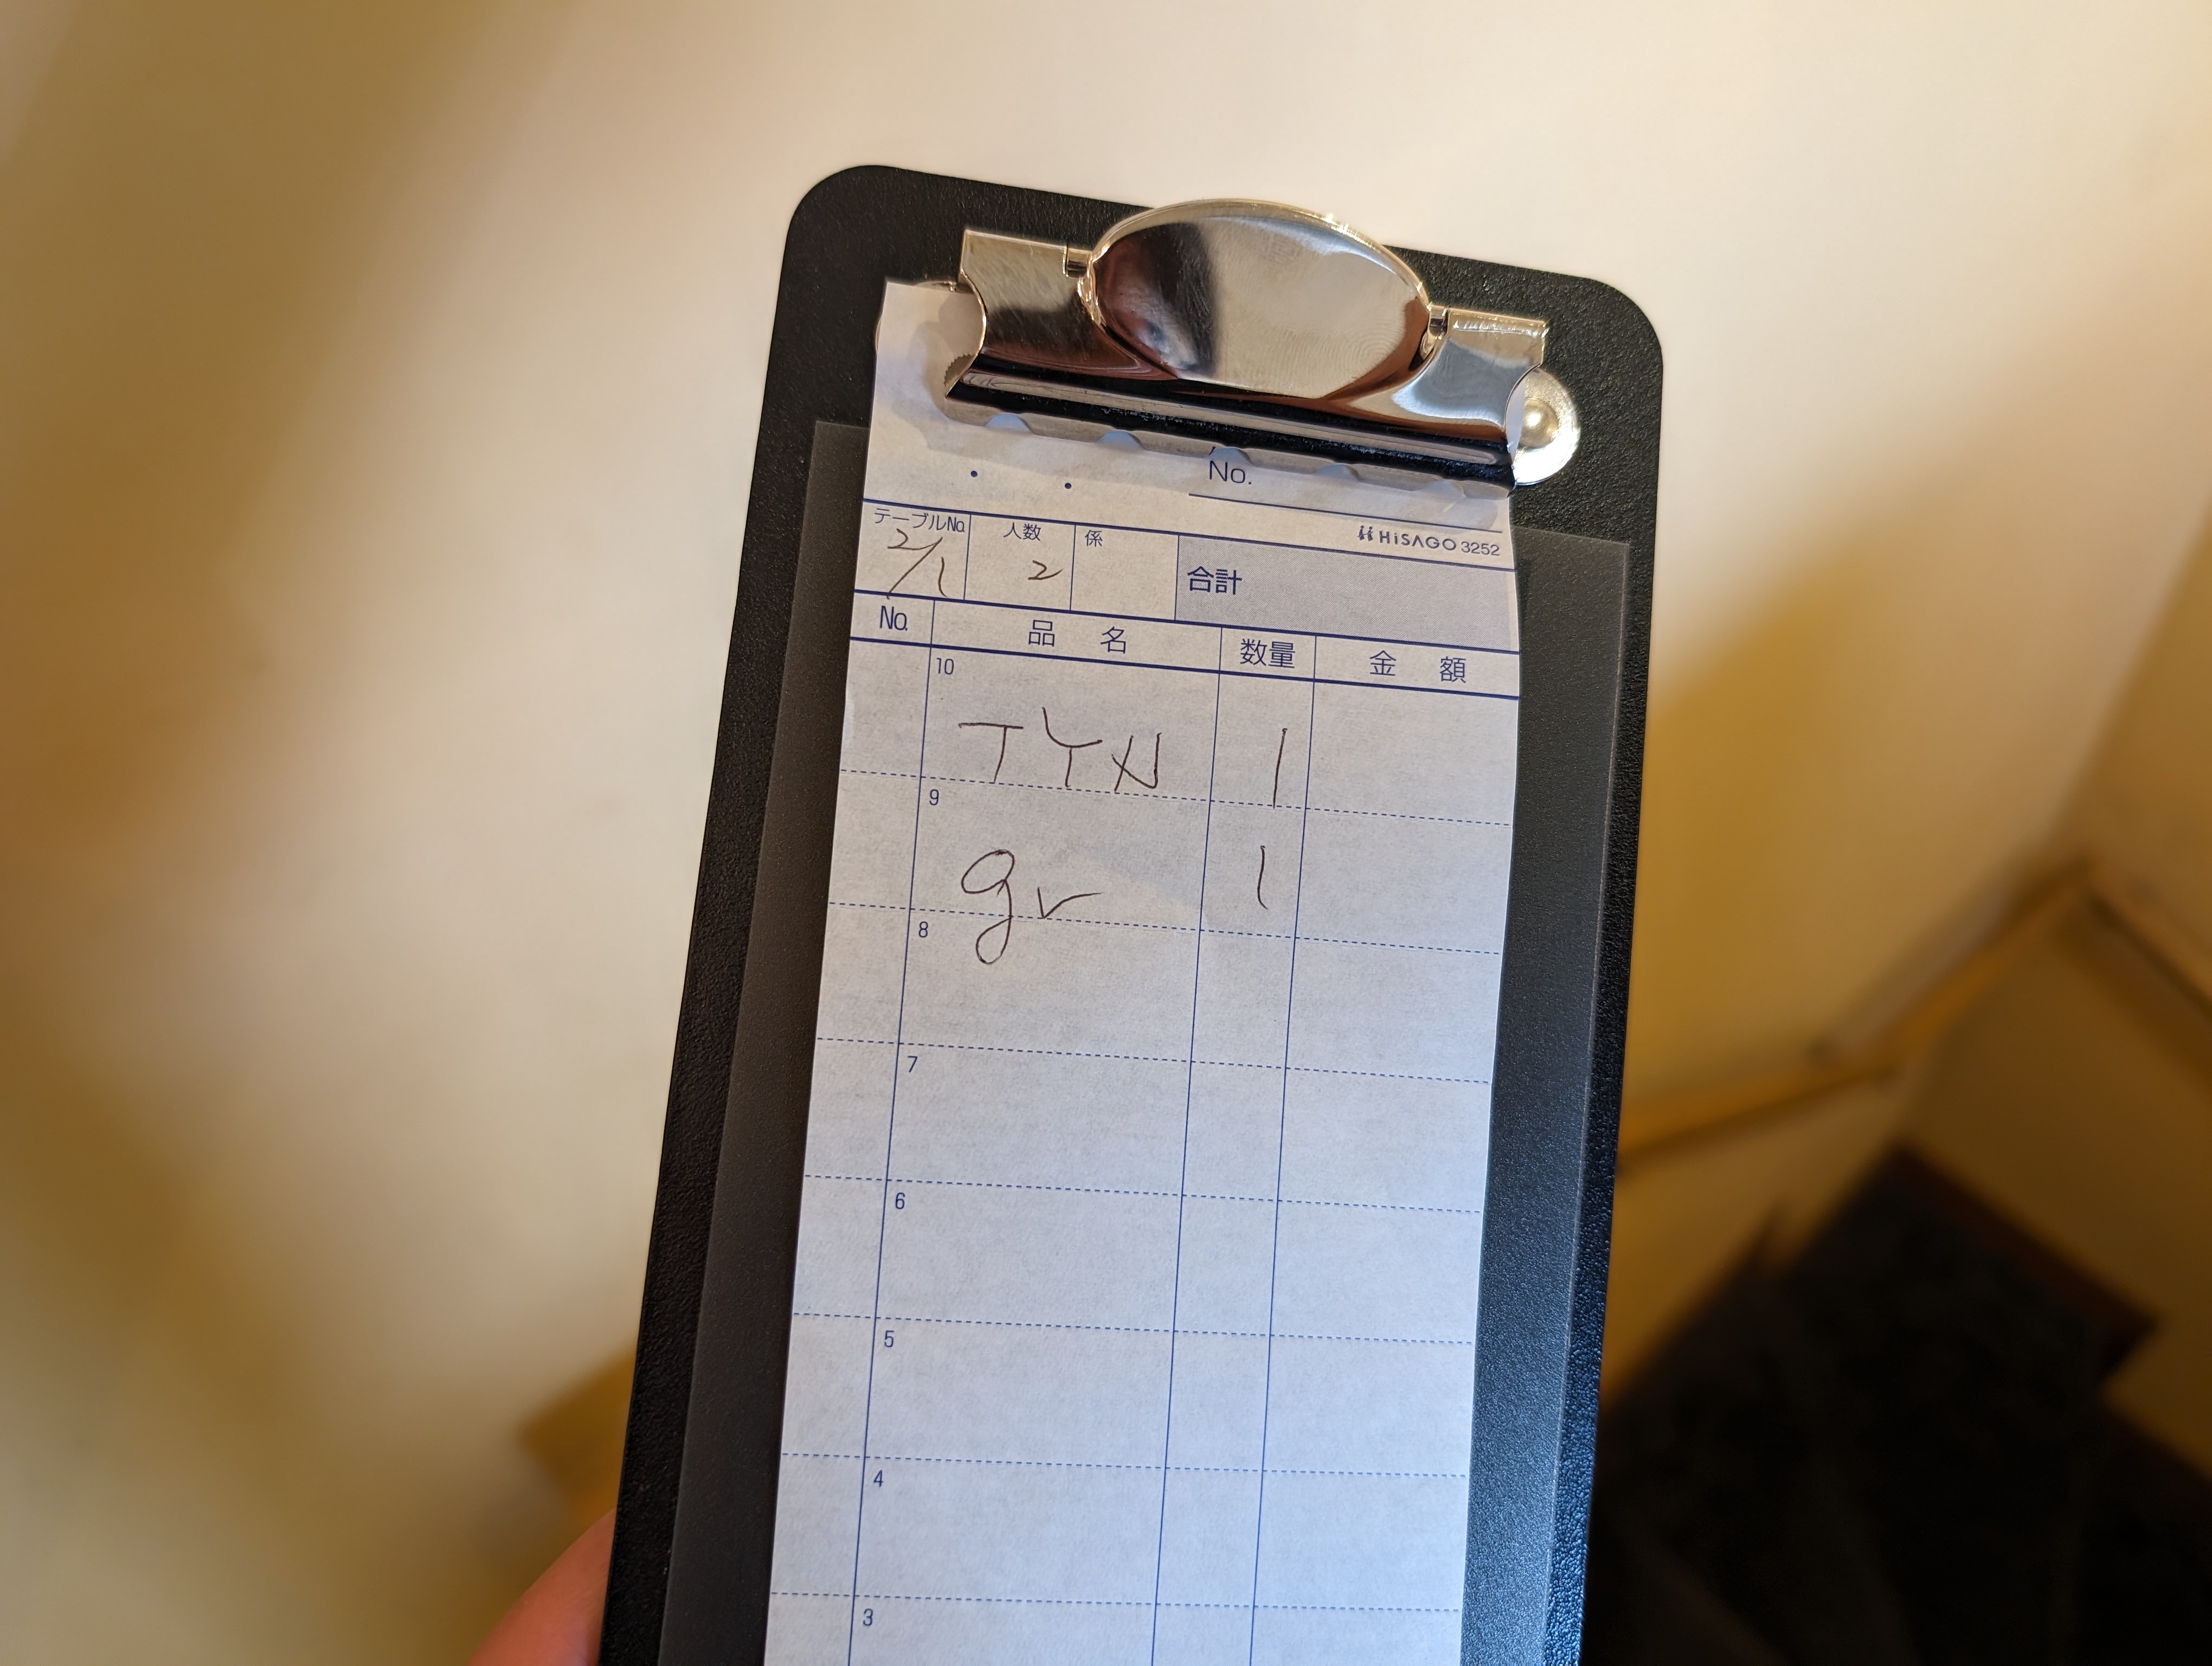 No.
HiSAGO 3252
テーブルNo. 人数 係 合計
2/1 2
No. 品名 数量 金額
10 TYN 1
9 gr 1
8
7
6
5
4
3